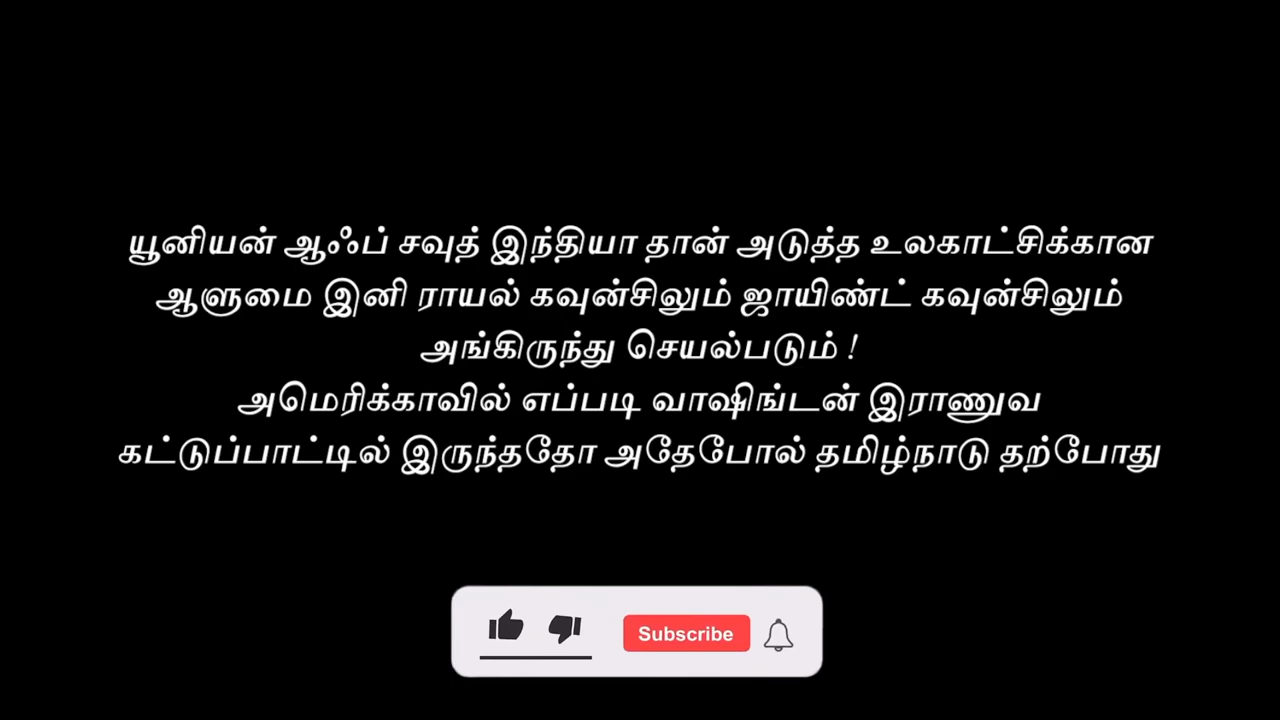 யூனியன் ஆஃப் சவுத் இந்தியா தான் அடுத்த உலகாட்சிக்கான
ஆளுமை இனி ராயல் கவுன்சிலும் ஜாயிண்ட் கவுன்சிலும்
அங்கிருந்து செயல்படும் !
அமெரிக்காவில் எப்படி வாஷிங்டன் இராணுவ
கட்டுப்பாட்டில் இருந்ததோ அதேபோல் தமிழ்நாடு தற்போது
Subscribe